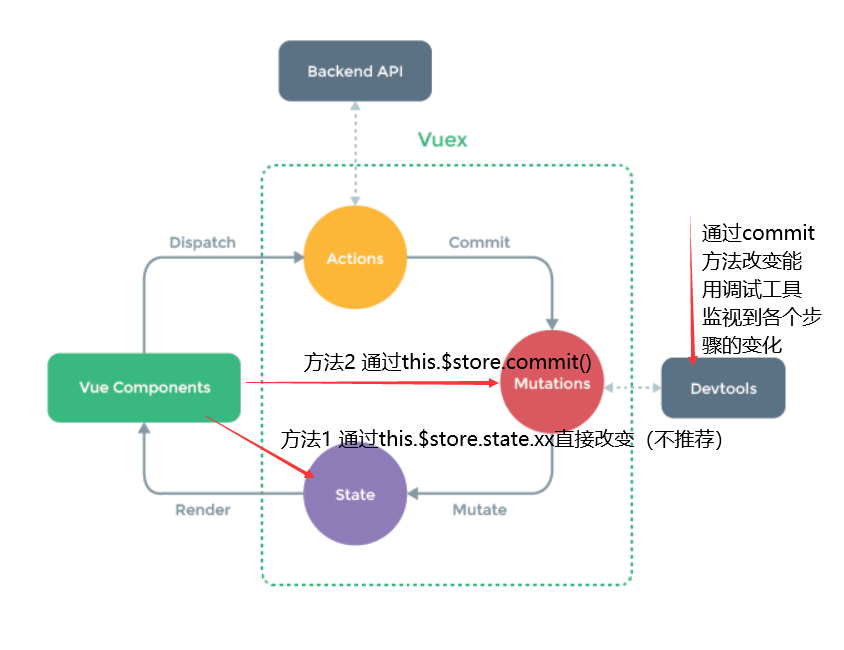 Backend API
Vuex
Dispatch
Commit
Actions
通过commit
方法改变能
用调试工具
监视到各个步
骤的变化
方法2 通过this.$store.commit()
Vue Components
Mutations
Devtools
方法1 通过this.$store.state.xx直接改变（不推荐）
State
Render
Mutate